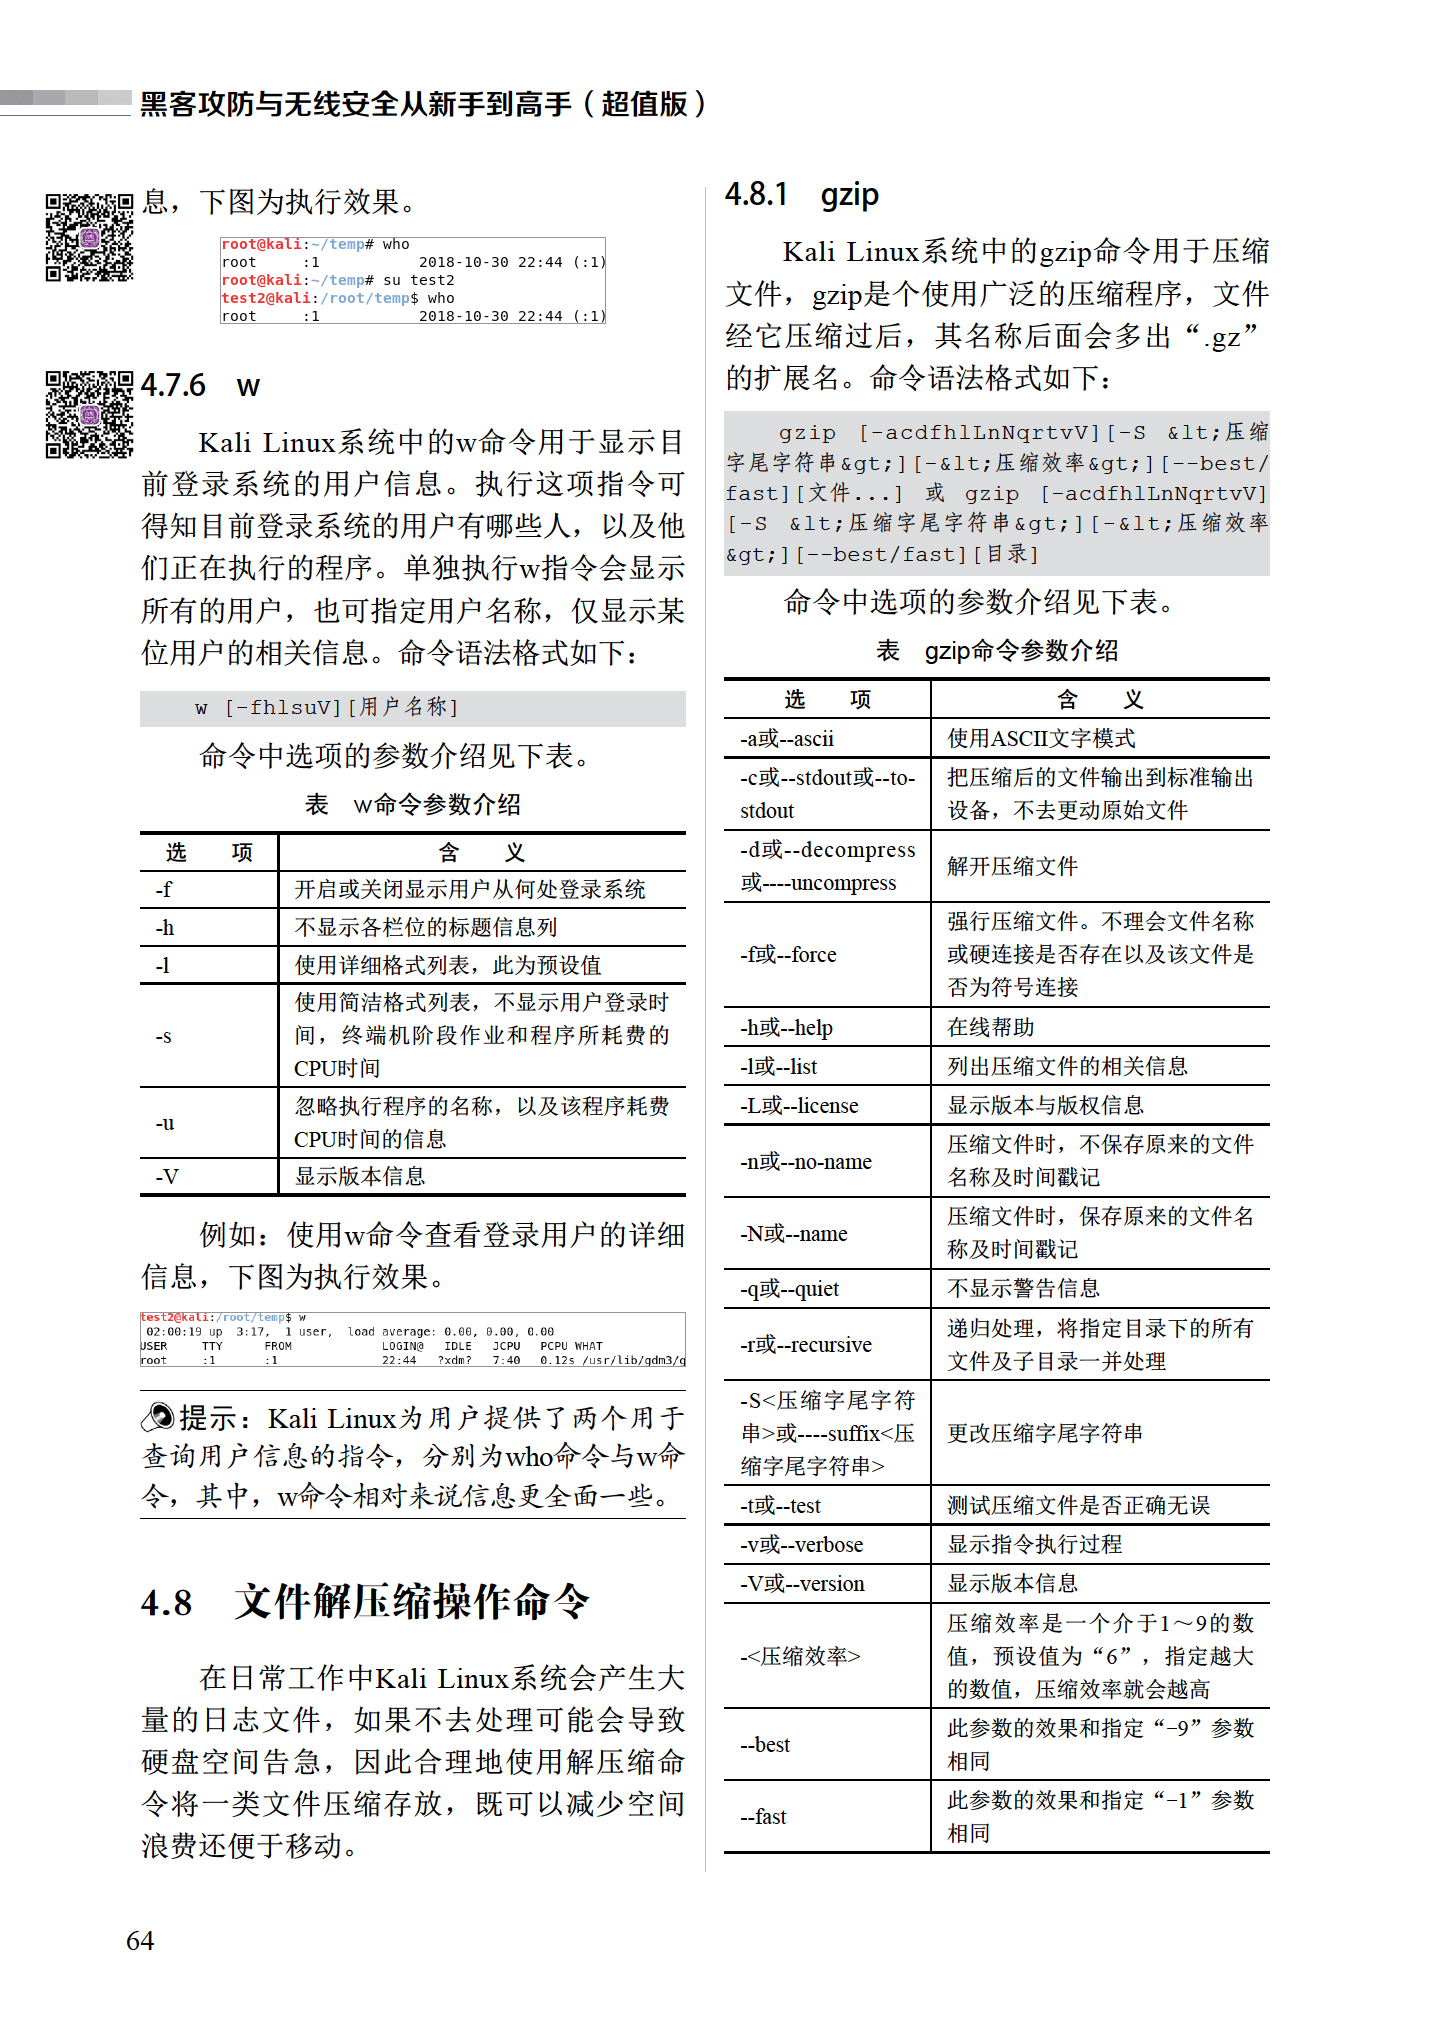 黑客攻防与无线安全从新手到高手（超值版）
息，下图为执行效果。
root@kali:~/temp# who
root     :1           2018-10-30 22:44 (:1)
root@kali:~/temp# su test2
test2@kali:/root/temp$ who
root     :1           2018-10-30 22:44 (:1)
4.7.6　w
Kali Linux系统中的w命令用于显示目
前登录系统的用户信息。执行这项指令可
得知目前登录系统的用户有哪些人，以及他
们正在执行的程序。单独执行w指令会显示
所有的用户，也可指定用户名称，仅显示某
位用户的相关信息。命令语法格式如下：
w [-fhlsuV][用户名称]
命令中选项的参数介绍见下表。
表　w命令参数介绍
选　项　含　义
-f　开启或关闭显示用户从何处登录系统
-h　不显示各栏位的标题信息列
-l　使用详细格式列表，此为预设值
-s　使用简洁格式列表，不显示用户登录时
间，终端机阶段作业和程序所耗费的
CPU时间
-u　忽略执行程序的名称，以及该程序耗费
CPU时间的信息
-V　显示版本信息
例如：使用w命令查看登录用户的详细
信息，下图为执行效果。
test2@kali:/root/temp$ w
 02:00:19 up  3:17,  1 user,  load average: 0.00, 0.00, 0.00
USER     TTY      FROM             LOGIN@   IDLE   JCPU   PCPU WHAT
root     :1       :1               22:44   ?xdm?   7:40   0.12s /usr/lib/gdm3/g
提示：Kali Linux为用户提供了两个用于
查询用户信息的指令，分别为who命令与w命
令，其中，w命令相对来说信息更全面一些。
4.8　文件解压缩操作命令
在日常工作中Kali Linux系统会产生大
量的日志文件，如果不去处理可能会导致
硬盘空间告急，因此合理地使用解压缩命
令将一类文件压缩存放，既可以减少空间
浪费还便于移动。
4.8.1　gzip
Kali Linux系统中的gzip命令用于压缩
文件，gzip是个使用广泛的压缩程序，文件
经它压缩过后，其名称后面会多出“.gz”
的扩展名。命令语法格式如下：
gzip [-acdfhlLnNqrtvV][-S &lt;压缩
字尾字符串&gt;][-&lt;压缩效率&gt;][--best/
fast][文件...] 或 gzip [-acdfhlLnNqrtvV]
[-S &lt;压缩字尾字符串&gt;][-&lt;压缩效率
&gt;][--best/fast][目录]
命令中选项的参数介绍见下表。
表　gzip命令参数介绍
选　项　含　义
-a或--ascii　使用ASCII文字模式
-c或--stdout或--to-
stdout　把压缩后的文件输出到标准输出
设备，不去更动原始文件
-d或--decompress
或----uncompress　解开压缩文件
-f或--force　强行压缩文件。不理会文件名称
或硬连接是否存在以及该文件是
否为符号连接
-h或--help　在线帮助
-l或--list　列出压缩文件的相关信息
-L或--license　显示版本与版权信息
-n或--no-name　压缩文件时，不保存原来的文件
名称及时间戳记
-N或--name　压缩文件时，保存原来的文件名
称及时间戳记
-q或--quiet　不显示警告信息
-r或--recursive　递归处理，将指定目录下的所有
文件及子目录一并处理
-S<压缩字尾字符
串>或----suffix<压
缩字尾字符串>　更改压缩字尾字符串
-t或--test　测试压缩文件是否正确无误
-v或--verbose　显示指令执行过程
-V或--version　显示版本信息
-<压缩效率>　压缩效率是一个介于1～9的数
值，预设值为“6”，指定越大
的数值，压缩效率就会越高
--best　此参数的效果和指定“-9”参数
相同
--fast　此参数的效果和指定“-1”参数
相同
64